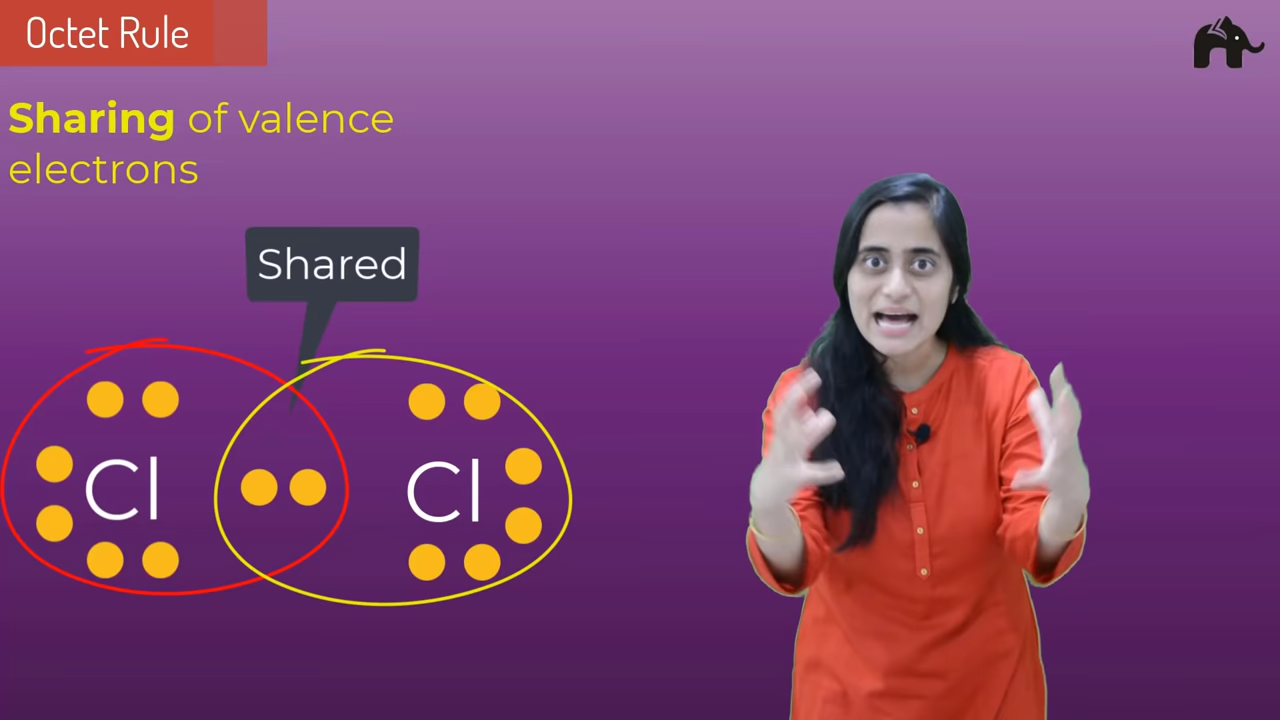 Octet Rule
Sharing of valence
electrons
Shared
Cl
Cl